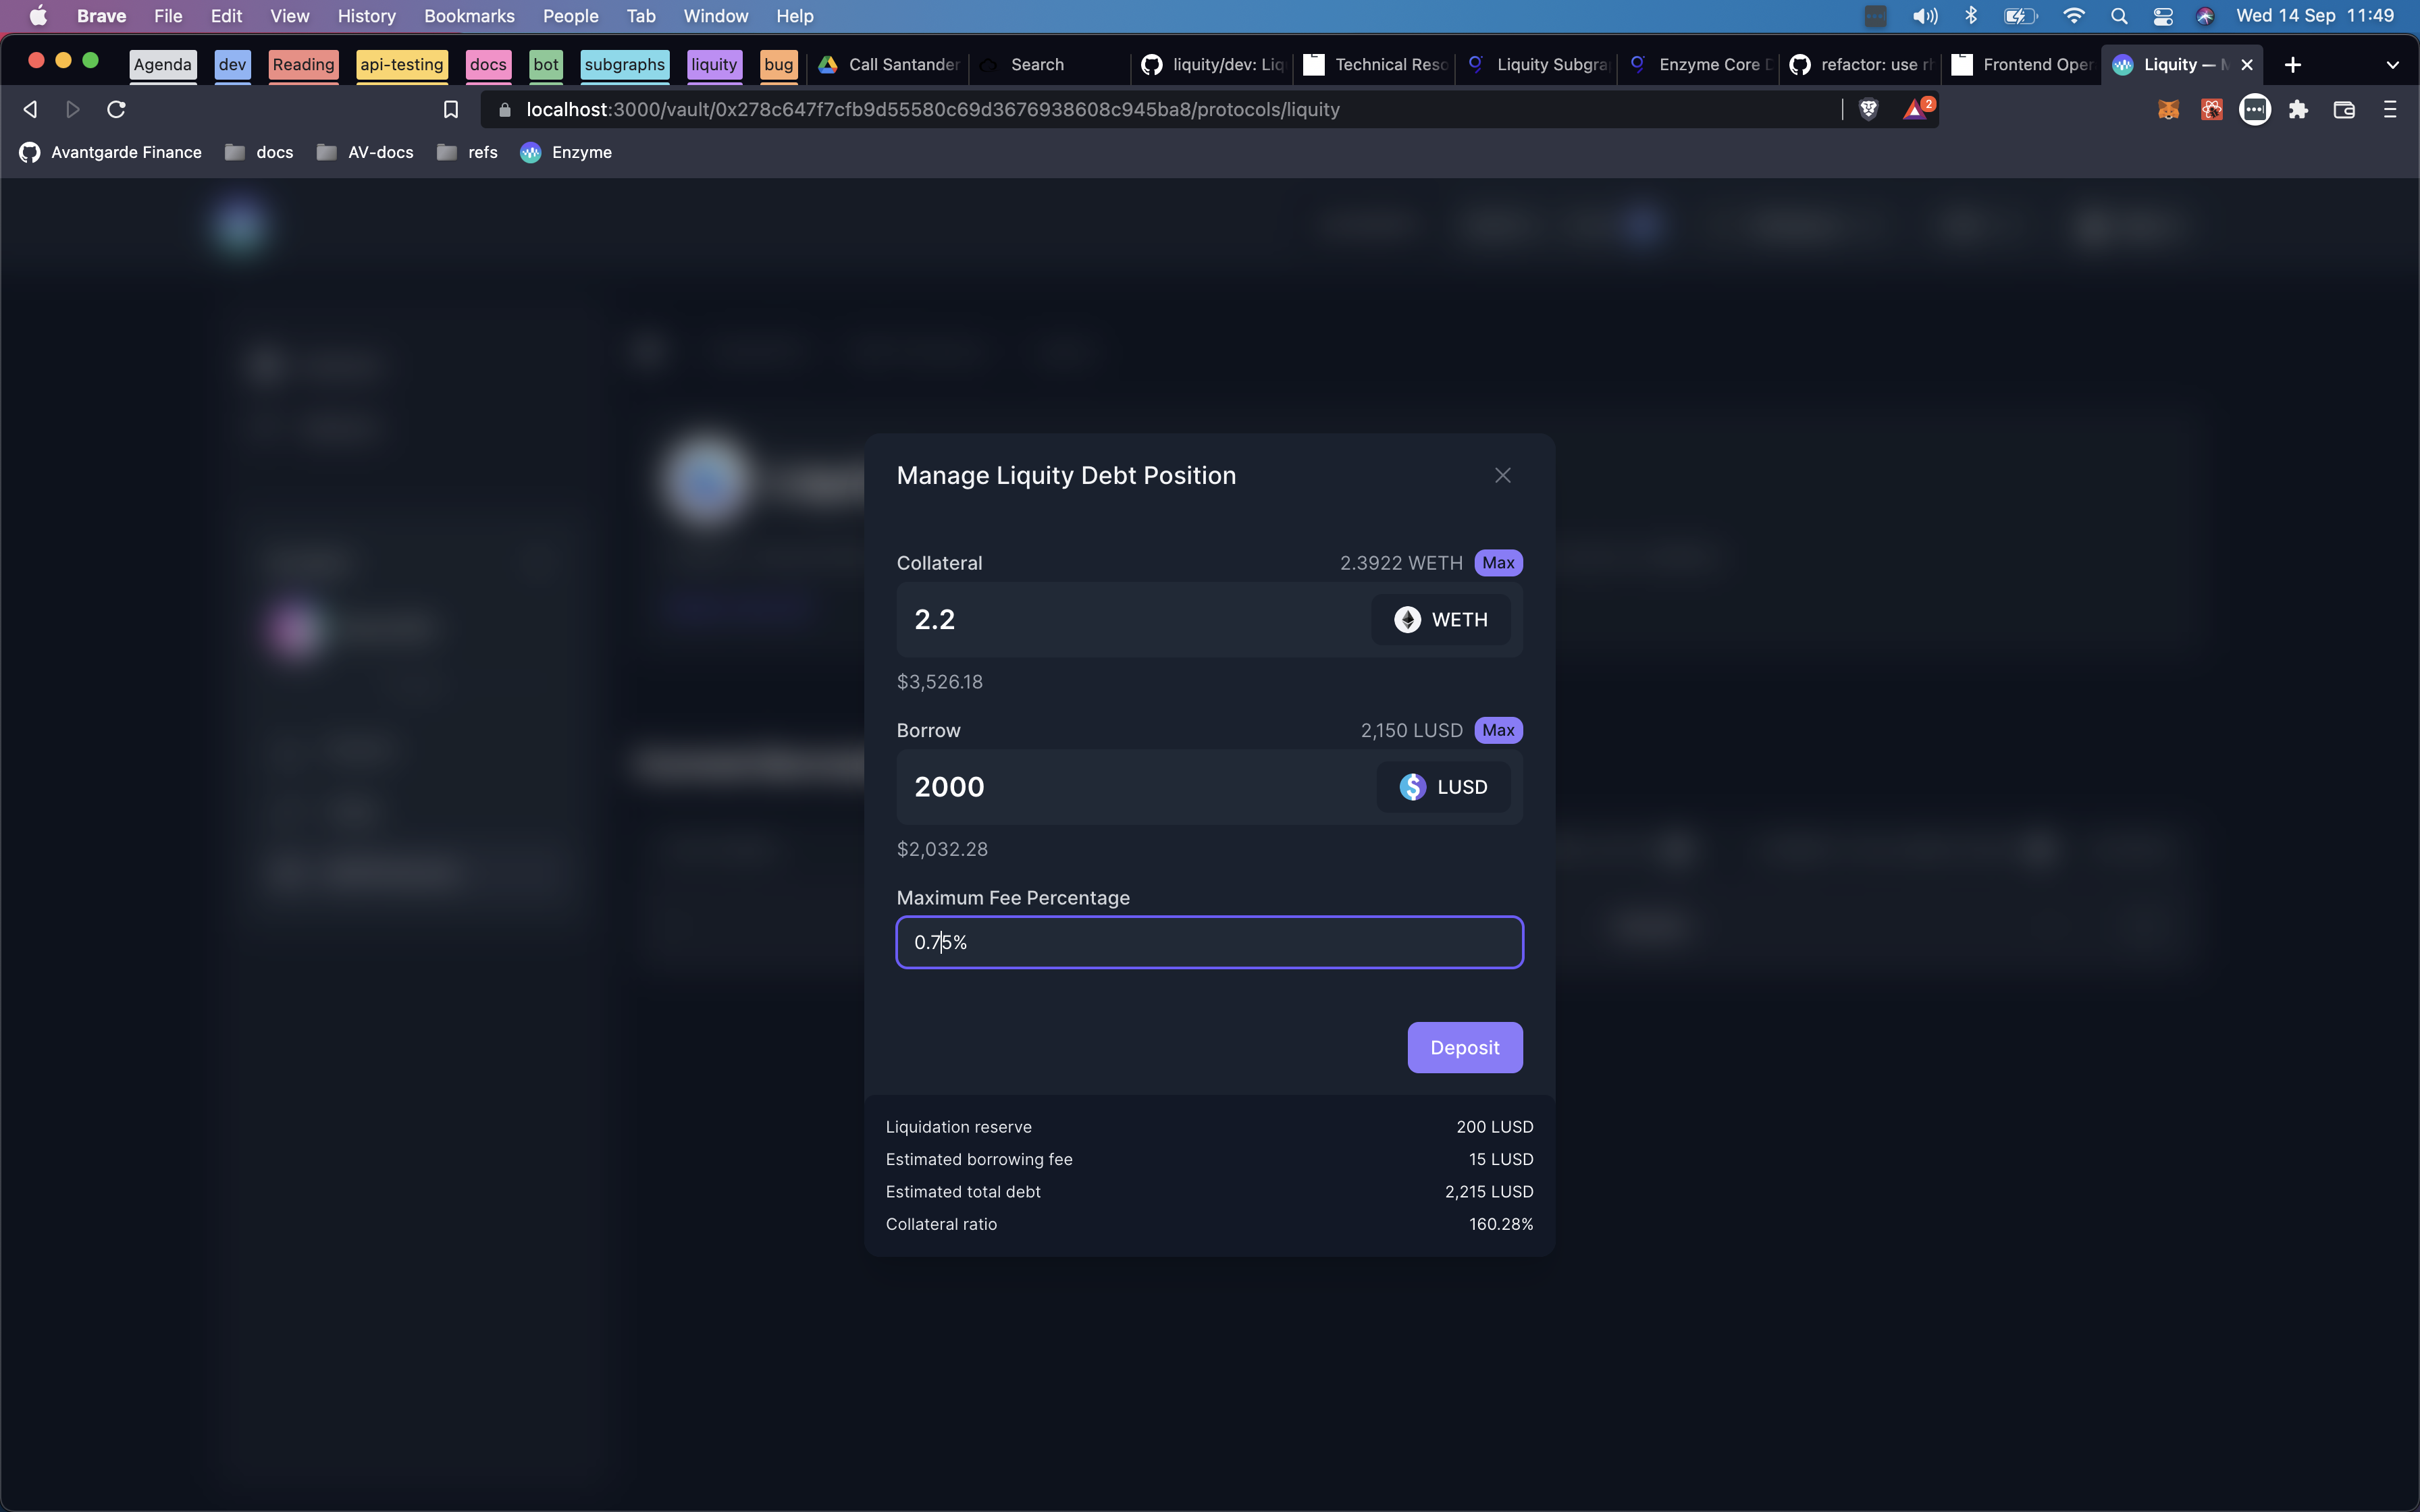 Brave File Edit View History Bookmarks People Tab Window Help Wed 14 Sep 11:49
Agenda dev Reading api-testing docs bot subgraphs liquity bug Call Santander Search liquity/dev: Liq Technical Reso Liquity Subgra Enzyme Core D refactor: use rh Frontend Oper Liquity — M
localhost:3000/vault/0x278c647f7cfb9d55580c69d3676938608c945ba8/protocols/liquity 2
Avantgarde Finance docs AV-docs refs Enzyme
Manage Liquity Debt Position
Collateral 2.3922 WETH Max
2.2 WETH
$3,526.18
Borrow 2,150 LUSD Max
2000 LUSD
$2,032.28
Maximum Fee Percentage
0.75%
Deposit
Liquidation reserve 200 LUSD
Estimated borrowing fee 15 LUSD
Estimated total debt 2,215 LUSD
Collateral ratio 160.28%